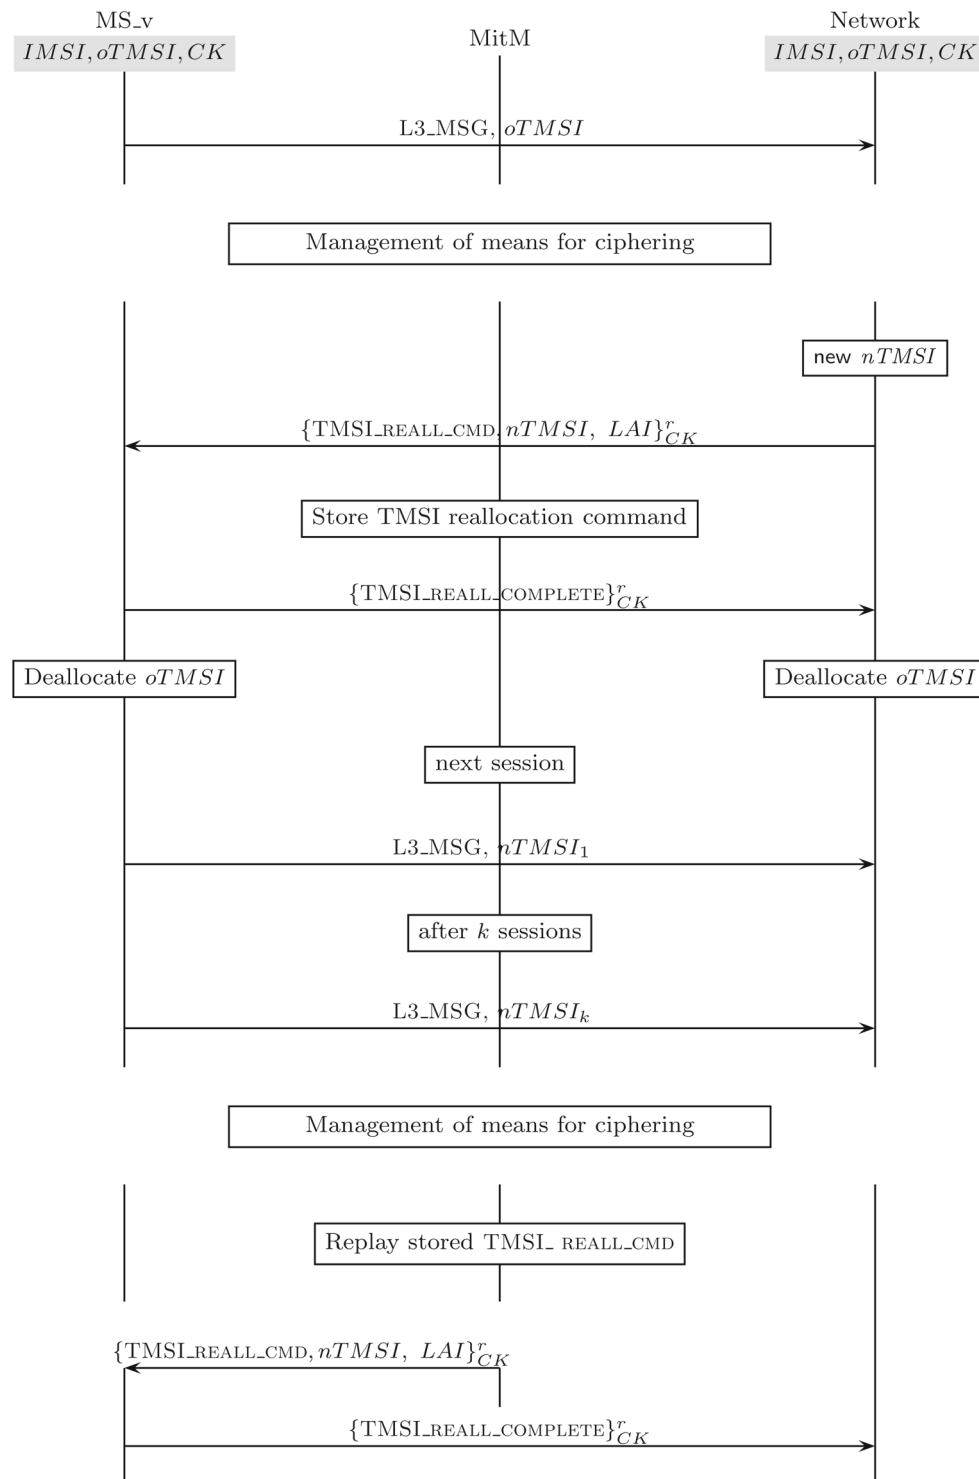 MS_v
MitM
Network
IMSI, oTMSI, CK
IMSI, oTMSI, CK
L3_MSG, oTMSI
Management of means for ciphering
new nTMSI
{TMSI_REALL_CMD, nTMSI, LAI}^r_CK
Store TMSI reallocation command
{TMSI_REALL_COMPLETE}^r_CK
Deallocate oTMSI
Deallocate oTMSI
next session
L3_MSG, nTMSI_1
after k sessions
L3_MSG, nTMSI_k
Management of means for ciphering
Replay stored TMSI_ REALL_CMD
{TMSI_REALL_CMD, nTMSI, LAI}^r_CK
{TMSI_REALL_COMPLETE}^r_CK